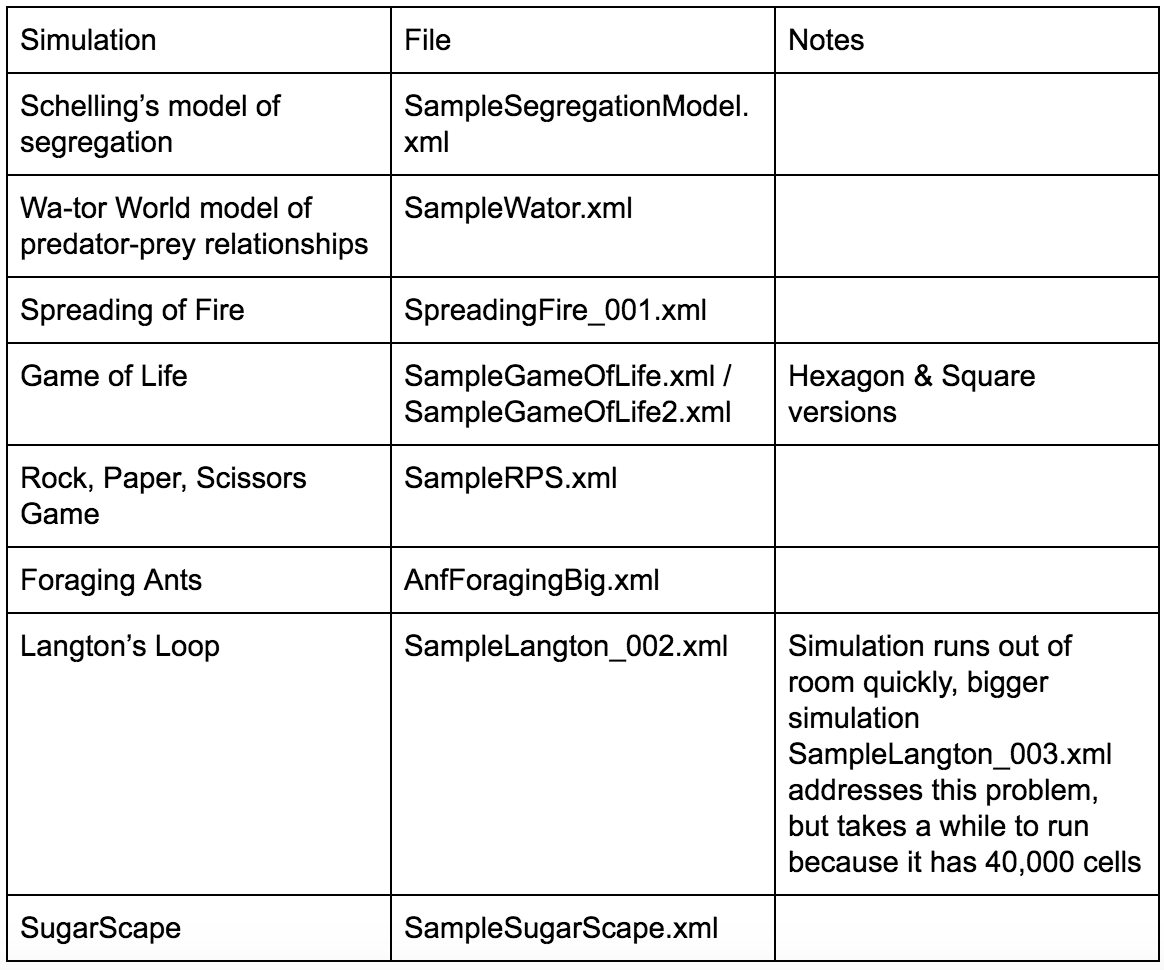 Simulation
File
Notes
Schelling’s model of
segregation
SampleSegregationModel.
xml
Wa-tor World model of
predator-prey relationships
SampleWator.xml
Spreading of Fire
SpreadingFire_001.xml
Game of Life
SampleGameOfLife.xml /
SampleGameOfLife2.xml
Hexagon & Square
versions
Rock, Paper, Scissors
Game
SampleRPS.xml
Foraging Ants
AnfForagingBig.xml
Langton’s Loop
SampleLangton_002.xml
Simulation runs out of
room quickly, bigger
simulation
SampleLangton_003.xml
addresses this problem,
but takes a while to run
because it has 40,000 cells
SugarScape
SampleSugarScape.xml